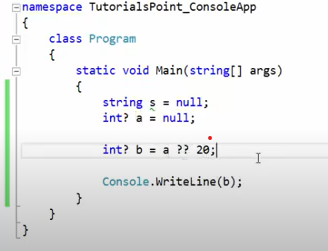 namespace TutorialsPoint_ConsoleApp
{
class Program
{
static void Main(string[] args)
{
string s = null;
int? a = null;
int? b = a ?? 20;
Console.WriteLine(b);
}
}
}